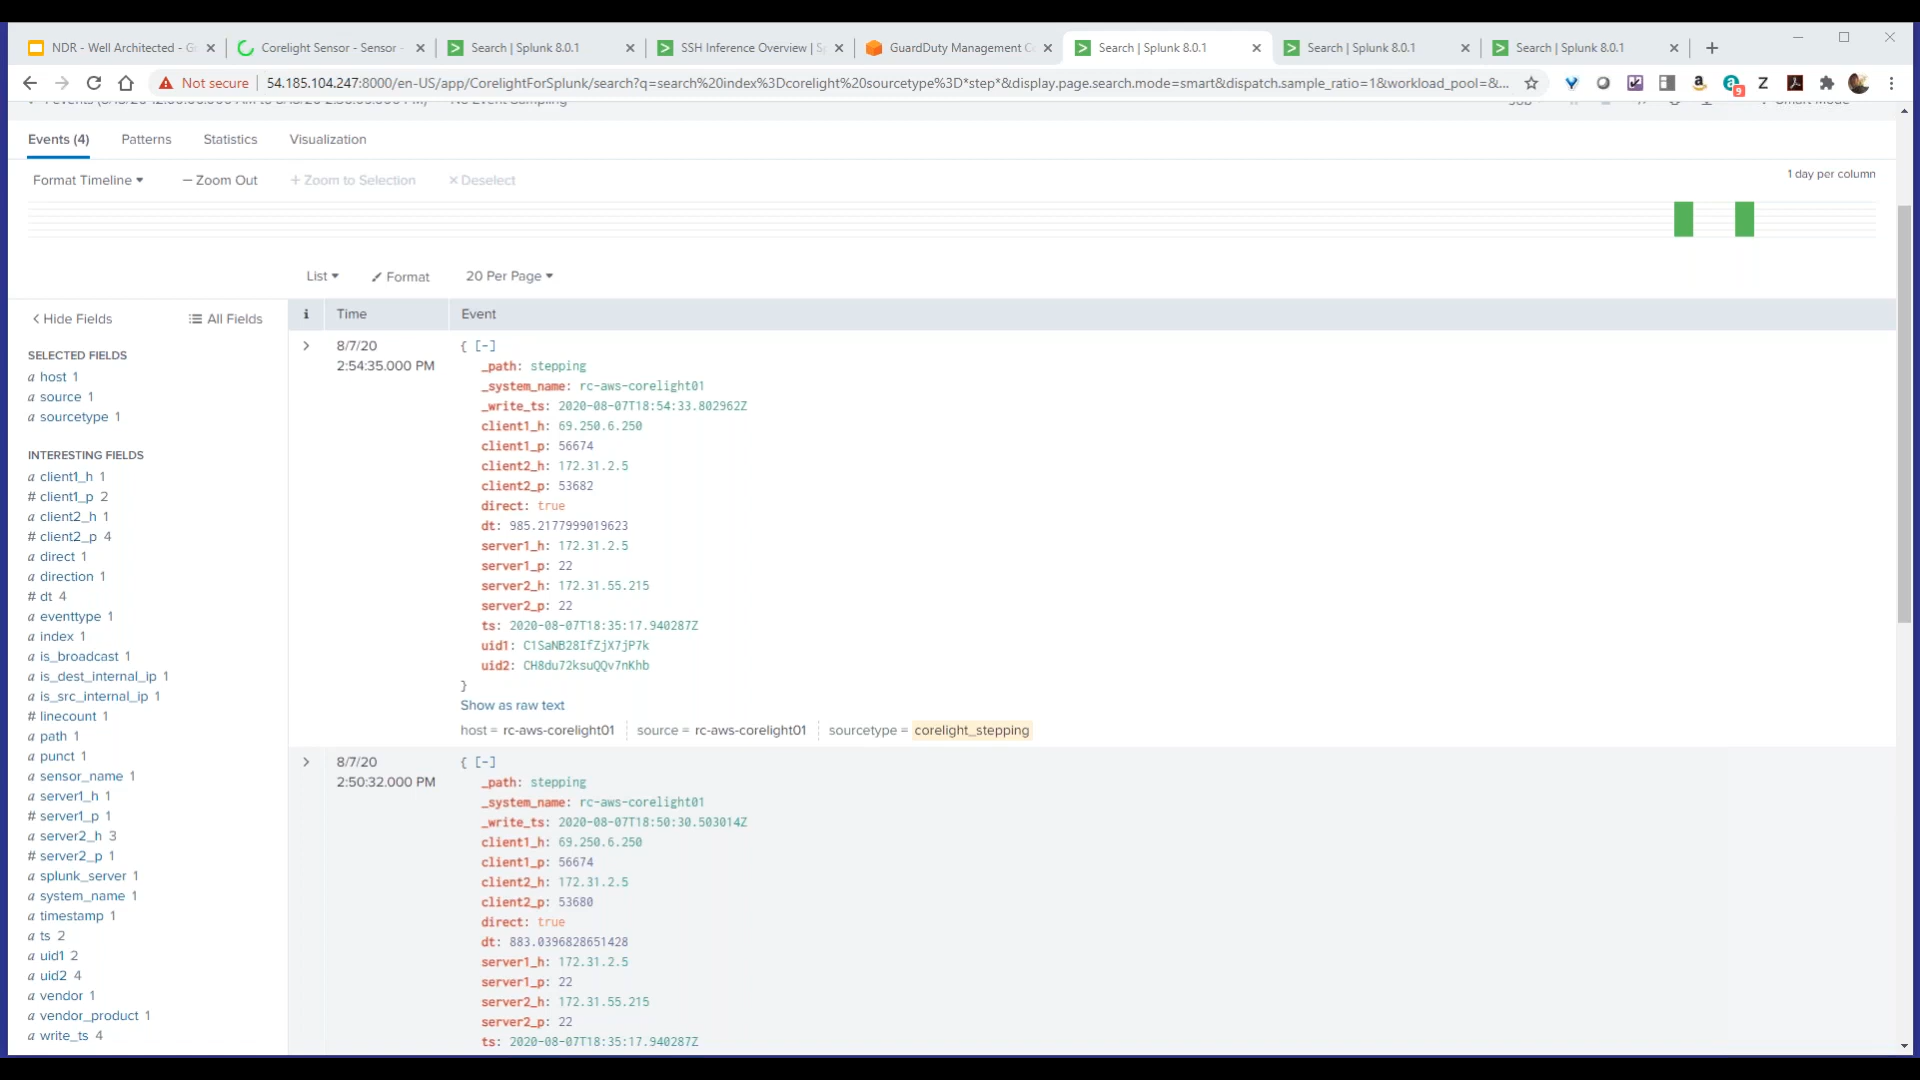 NDR - Well Architected - G
Corelight Sensor - Sensor -
Search | Splunk 8.0.1
SSH Inference Overview | S
GuardDuty Management C
Search | Splunk 8.0.1
Search | Splunk 8.0.1
Search | Splunk 8.0.1
Not secure
54.185.104.247:8000/en-US/app/CorelightForSplunk/search?q=search%20index%3Dcorelight%20sourcetype%3D*step*&display.page.search.mode=smart&dispatch.sample_ratio=1&workload_pool=&...
Events (4)
Patterns
Statistics
Visualization
Format Timeline
— Zoom Out
+ Zoom to Selection
× Deselect
1 day per column
List
Format
20 Per Page
< Hide Fields
All Fields
i
Time
Event
SELECTED FIELDS
a host 1
a source 1
a sourcetype 1
INTERESTING FIELDS
a client1_h 1
# client1_p 2
a client2_h 1
# client2_p 4
a direct 1
a direction 1
# dt 4
a eventtype 1
a index 1
a is_broadcast 1
a is_dest_internal_ip 1
a is_src_internal_ip 1
# linecount 1
a path 1
a punct 1
a sensor_name 1
a server1_h 1
# server1_p 1
a server2_h 3
# server2_p 1
a splunk_server 1
a system_name 1
a timestamp 1
a ts 2
a uid1 2
a uid2 4
a vendor 1
a vendor_product 1
a write_ts 4
8/7/20
2:54:35.000 PM
{ [-]
_path: stepping
_system_name: rc-aws-corelight01
_write_ts: 2020-08-07T18:54:33.802962Z
client1_h: 69.250.6.250
client1_p: 56674
client2_h: 172.31.2.5
client2_p: 53682
direct: true
dt: 985.2177999019623
server1_h: 172.31.2.5
server1_p: 22
server2_h: 172.31.55.215
server2_p: 22
ts: 2020-08-07T18:35:17.940287Z
uid1: C1SaNB28IfZjX7jP7k
uid2: CH8du72ksuQQv7nKhb
}
Show as raw text
host = rc-aws-corelight01
source = rc-aws-corelight01
sourcetype = corelight_stepping
8/7/20
2:50:32.000 PM
{ [-]
_path: stepping
_system_name: rc-aws-corelight01
_write_ts: 2020-08-07T18:50:30.503014Z
client1_h: 69.250.6.250
client1_p: 56674
client2_h: 172.31.2.5
client2_p: 53680
direct: true
dt: 883.0396828651428
server1_h: 172.31.2.5
server1_p: 22
server2_h: 172.31.55.215
server2_p: 22
ts: 2020-08-07T18:35:17.940287Z